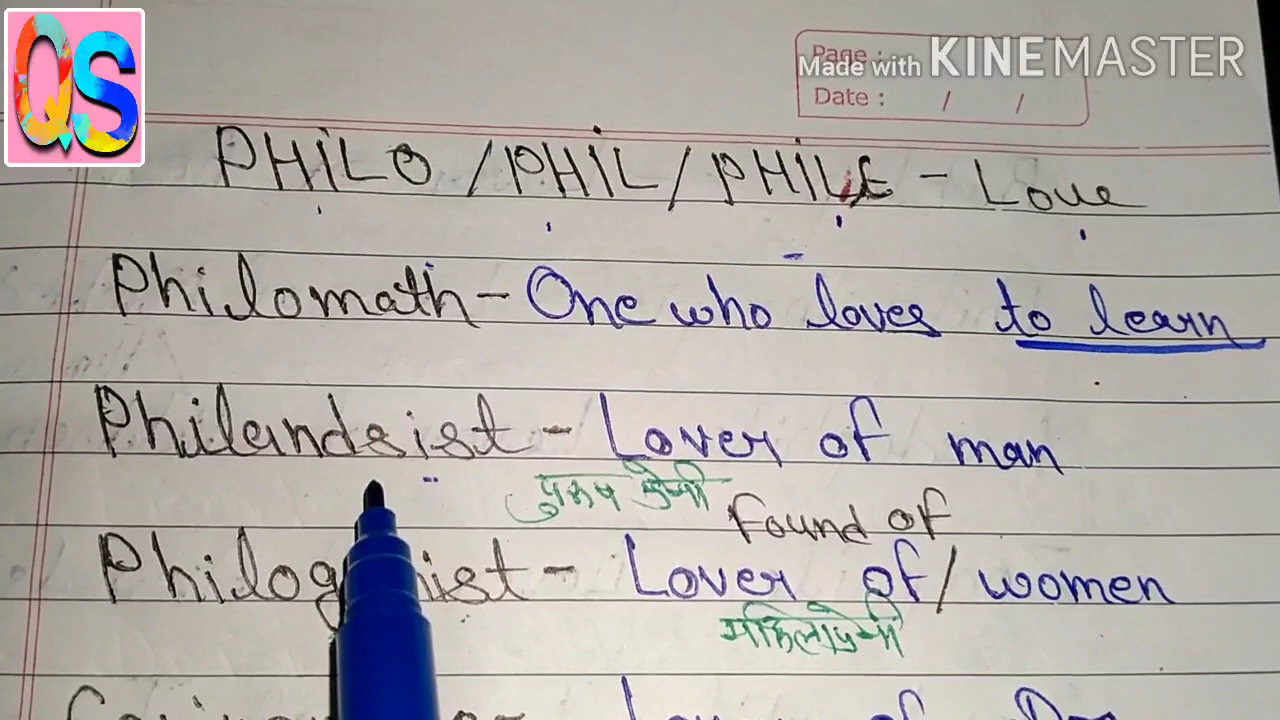 QS
Page :
Made with KINEMASTER
Date : / /
PHILO / PHIL / PHILE - Love
Philomath - One who loves to learn
Philandsist - Lover of man
पुरुष प्रेमी
found of
Lover of / women
महिला प्रेमी